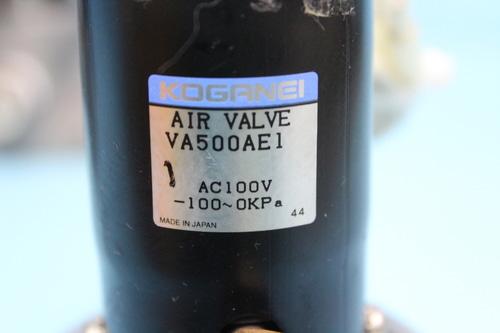 KOGANEI
AIR VALVE
VA500AE1
AC100V
-100~0KPa
44
MADE IN JAPAN